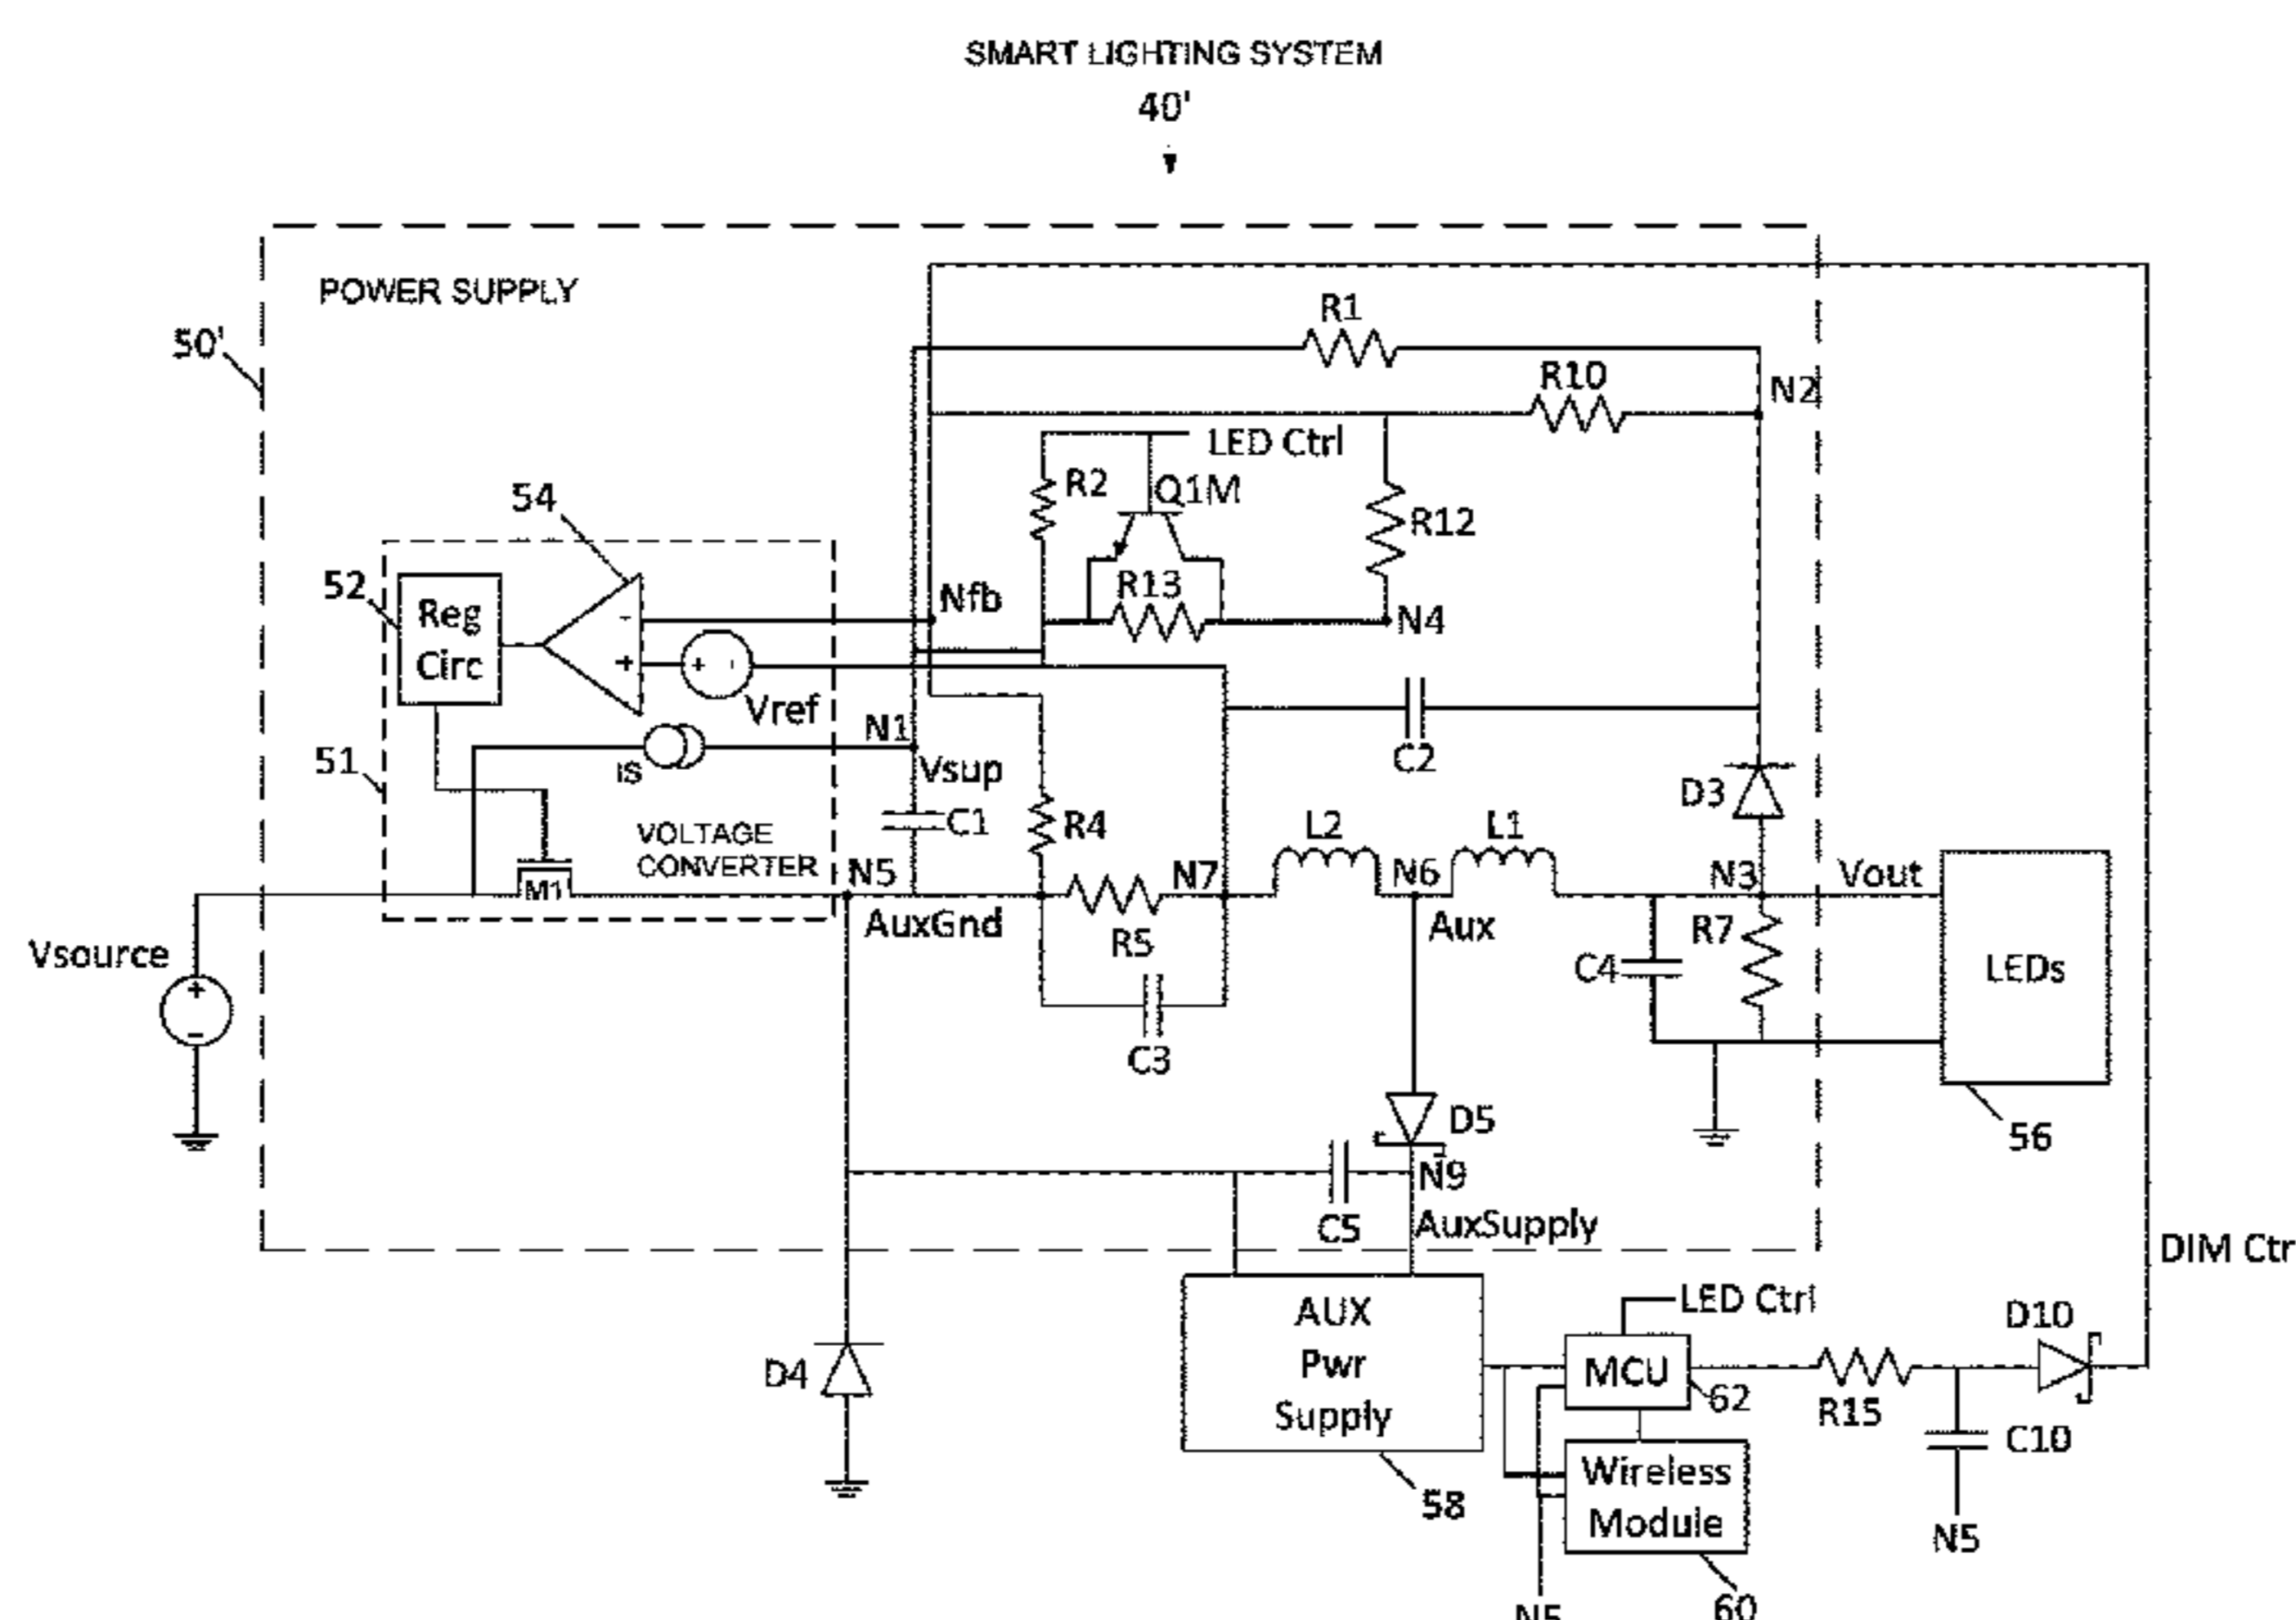 SMART LIGHTING SYSTEM
40'
POWER SUPPLY
50'
R1
R10
N2
LED Ctrl
R2
Q1M
R12
54
52
Reg
Circ
-
+
+
Vref
Nfb
R13
N4
51
IS
N1
Vsup
C1
R4
C2
D3
VOLTAGE
CONVERTER
M1
N5
AuxGnd
R5
N7
L2
N6
Aux
L1
N3
Vout
R7
C4
LEDs
Vsource
+
-
C3
D5
56
N9
C5
AuxSupply
DIM Ctr
D4
AUX
Pwr
Supply
58
LED Ctrl
MCU
62
R15
D10
C10
N5
Wireless
Module
60
N5